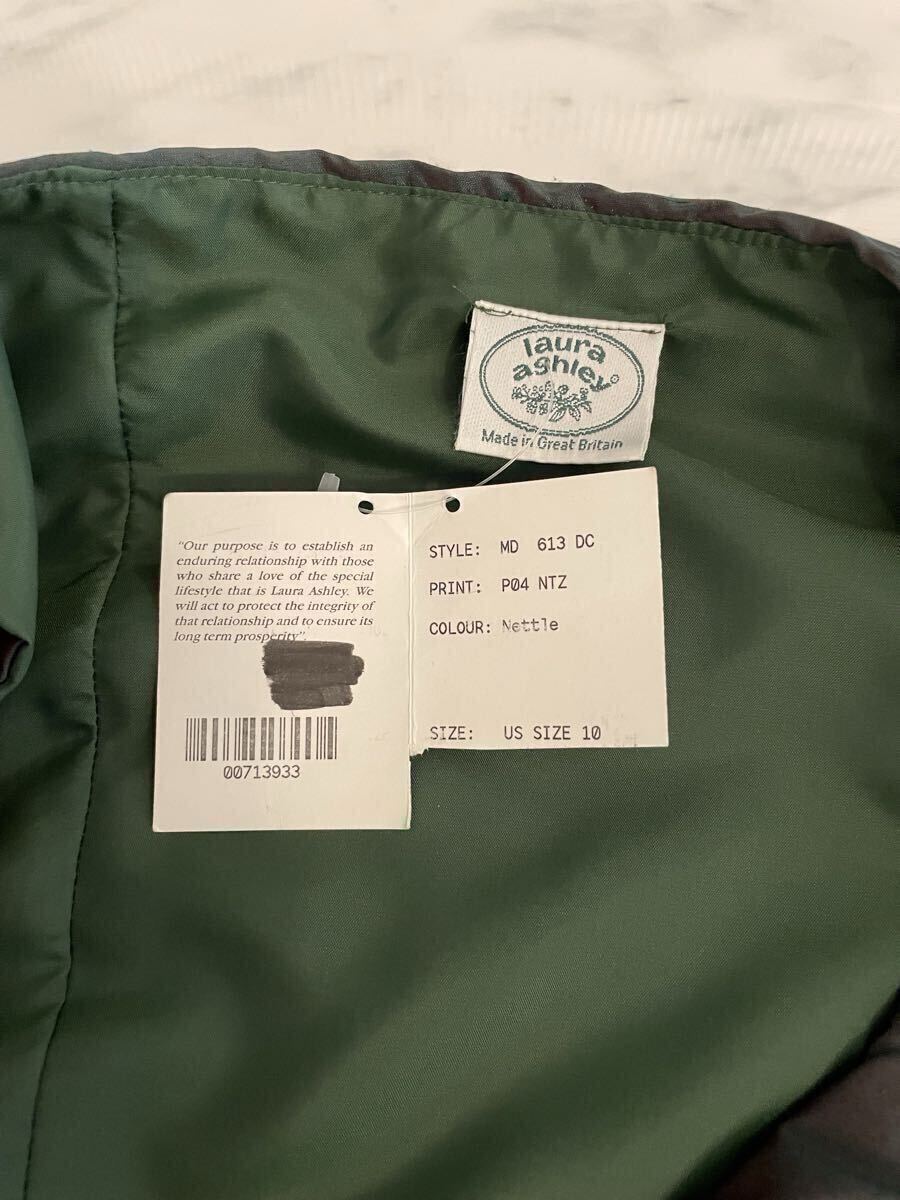 laura
ashley®
Made in Great Britain
"Our purpose is to establish an
enduring relationship with those
who share a love of the special
lifestyle that is Laura Ashley. We
will act to protect the integrity of
that relationship and to ensure its
long term prosperity".
00713933
STYLE: MD 613 DC
PRINT: P04 NTZ
COLOUR: Nettle
SIZE: US SIZE 10